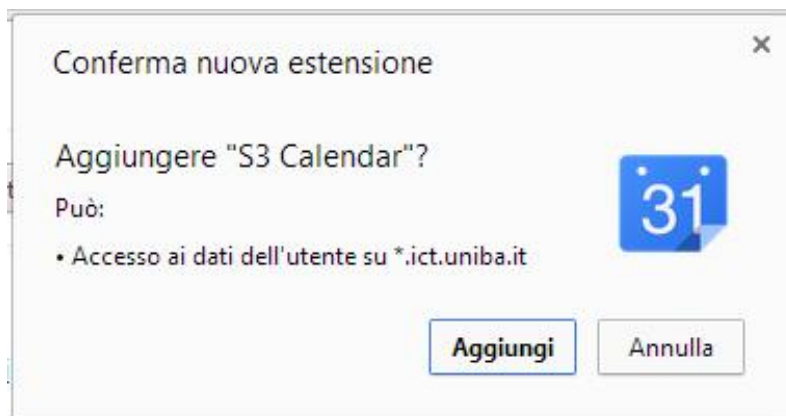 Conferma nuova estensione
Aggiungere "S3 Calendar"?
Può:
• Accesso ai dati dell'utente su *.ict.uniba.it
31
Aggiungi
Annulla